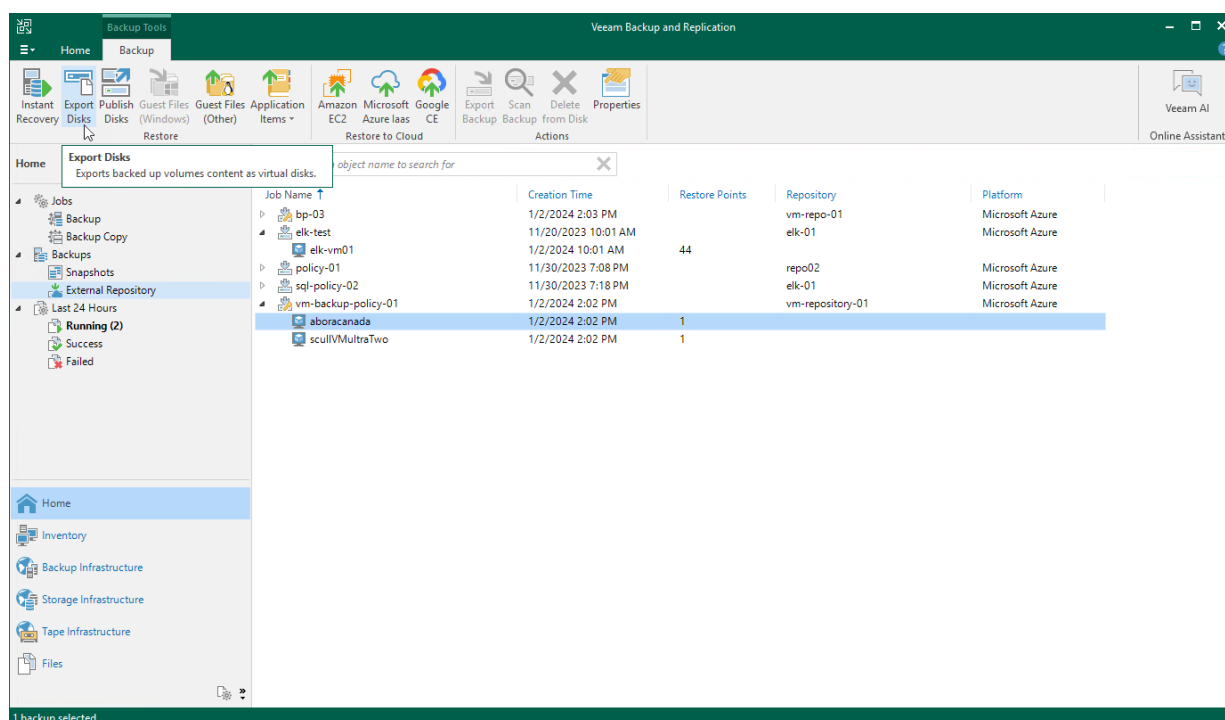 Backup Tools
Veeam Backup and Replication
Home Backup
Instant Recovery
Export Disks
Publish Disks
Guest Files (Windows)
Guest Files (Other)
Application Items
Restore
Amazon EC2
Microsoft Azure Iaas
Google CE
Restore to Cloud
Export Backup
Scan Backup
Delete from Disk
Properties
Actions
Veeam AI
Online Assistant
Home
Export Disks
Exports backed up volumes content as virtual disks.
object name to search for
Jobs
Backup
Backup Copy
Backups
Snapshots
External Repository
Last 24 Hours
Running (2)
Success
Failed
Job Name Creation Time Restore Points Repository Platform
bp-03 1/2/2024 2:03 PM vm-repo-01 Microsoft Azure
elk-test 11/20/2023 10:01 AM elk-01 Microsoft Azure
elk-vm01 1/2/2024 10:01 AM 44
policy-01 11/30/2023 7:08 PM repo02 Microsoft Azure
sql-policy-02 11/30/2023 7:18 PM elk-01 Microsoft Azure
vm-backup-policy-01 1/2/2024 2:02 PM vm-repository-01 Microsoft Azure
aboracanada 1/2/2024 2:02 PM 1
scullVMultraTwo 1/2/2024 2:02 PM 1
Home
Inventory
Backup Infrastructure
Storage Infrastructure
Tape Infrastructure
Files
1 backup selected